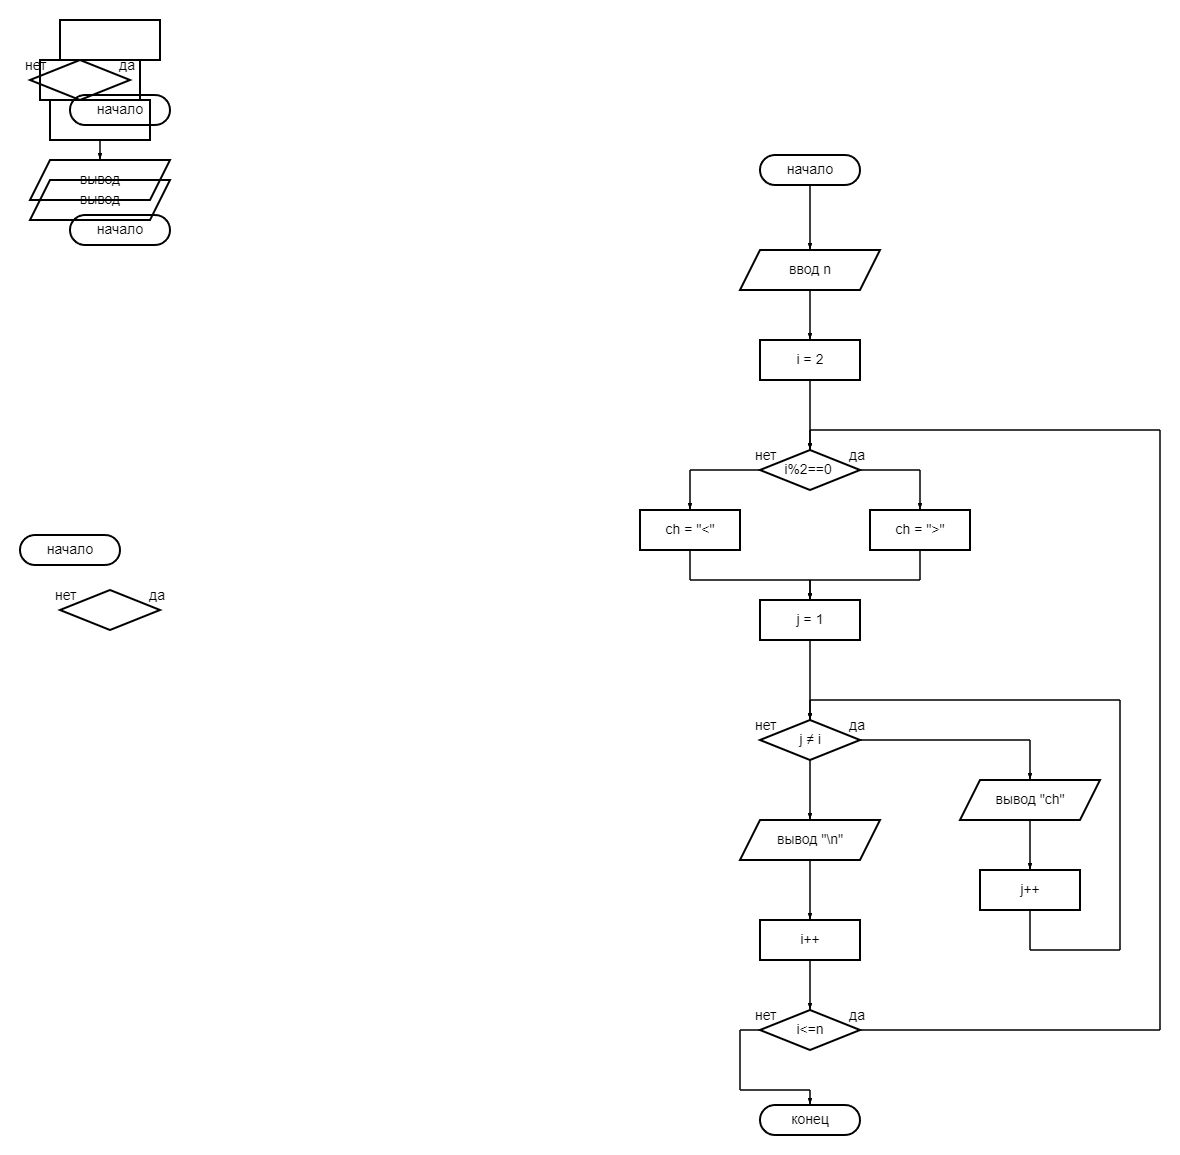 нет
да
начало
вывод
вывод
начало
начало
нет
да
начало
ввод n
i = 2
нет
да
i%2==0
ch = "<"
ch = ">"
j = 1
нет
да
j ≠ i
вывод "ch"
вывод "\n"
j++
i++
нет
да
i<=n
конец